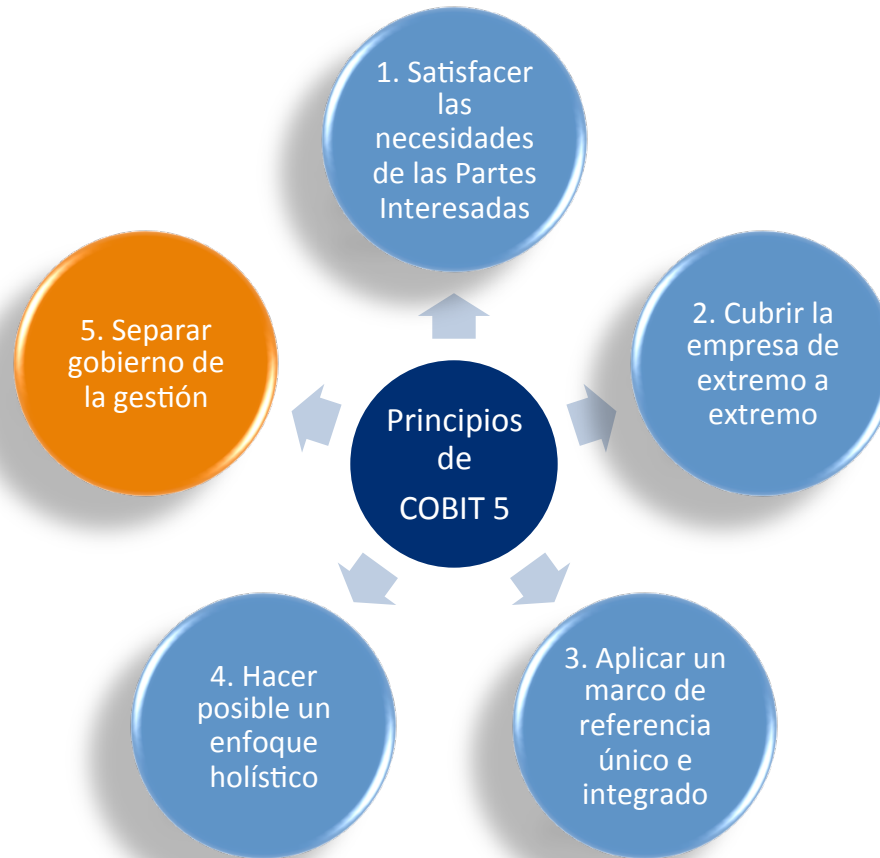 1. Satisfacer
las
necesidades
de las Partes
Interesadas
2. Cubrir la
empresa de
extremo a
extremo
3. Aplicar un
marco de
referencia
único e
integrado
4. Hacer
posible un
enfoque
holístico
5. Separar
gobierno de
la gestión
Principios
de
COBIT 5